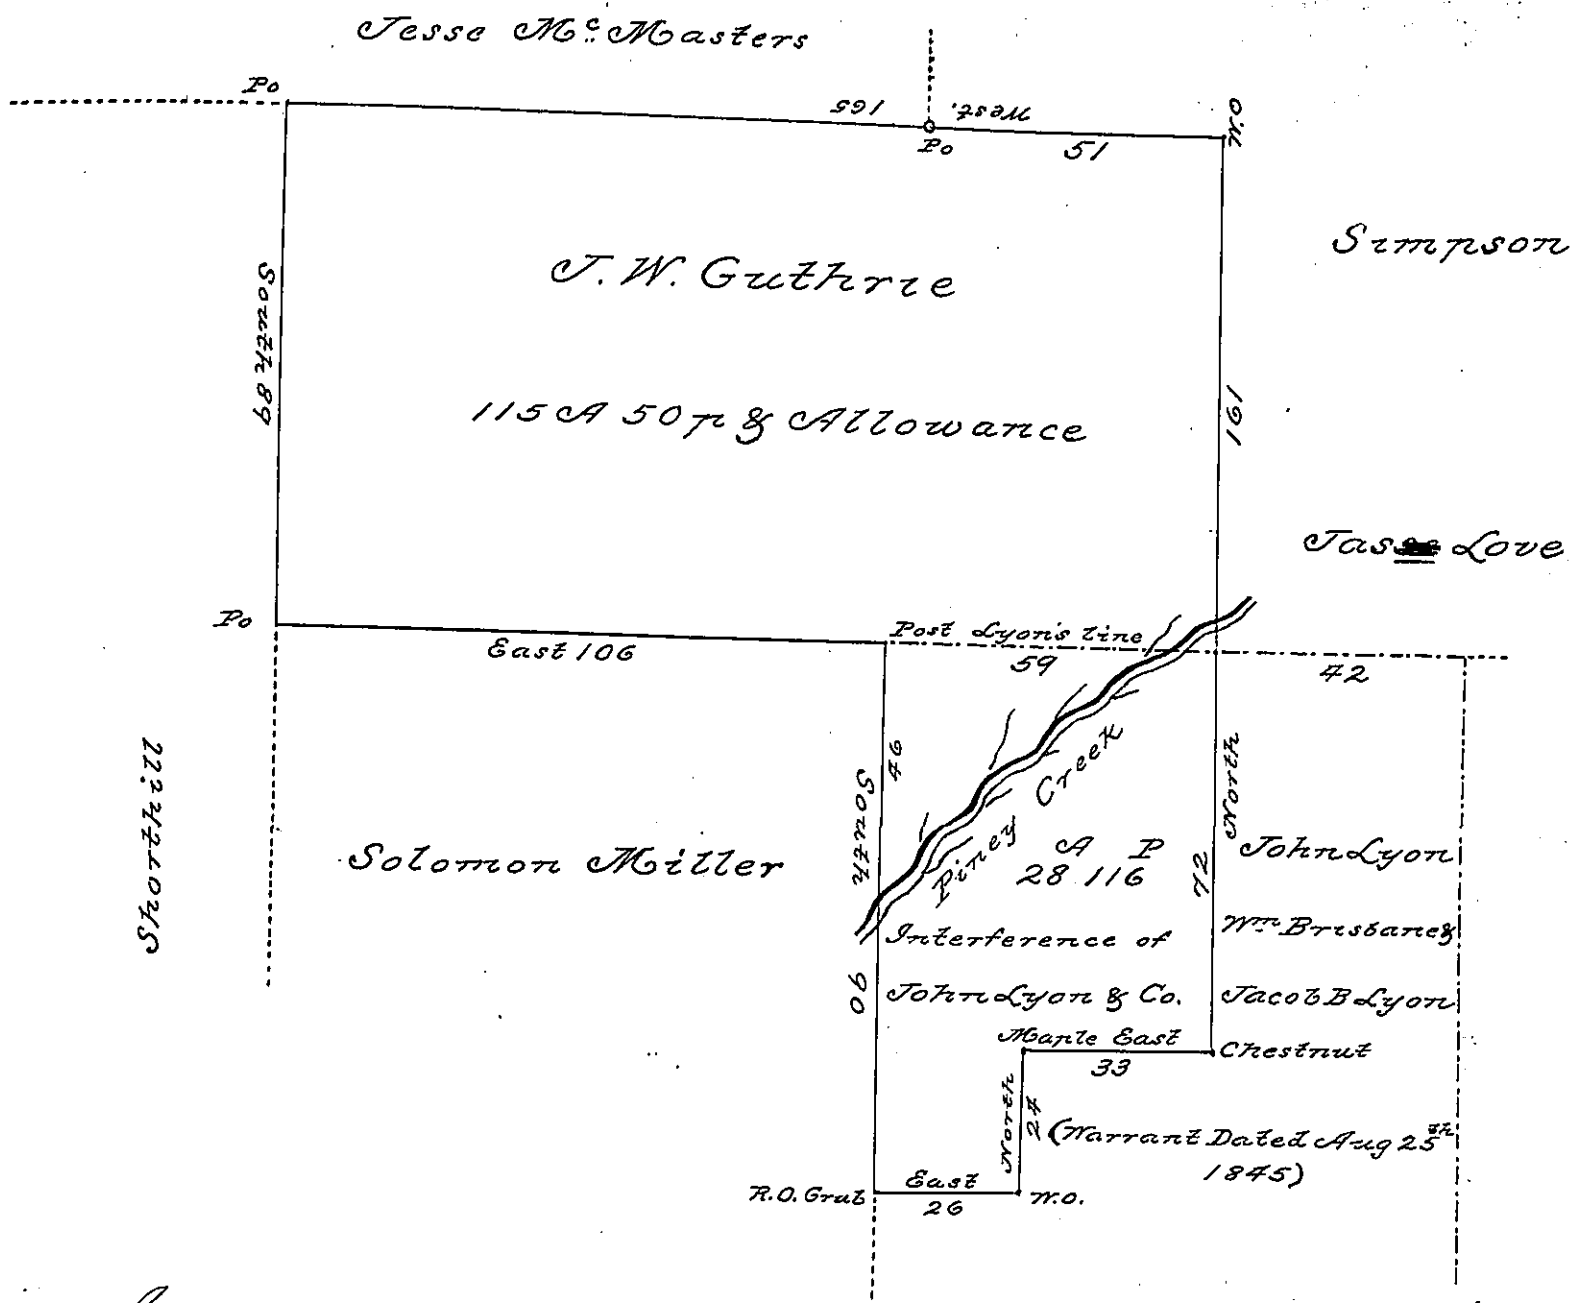 Jesse Mc. Masters
Po
165
West.
W.O
Po
51
Simpson
J.W. Guthrie
South 89
115 A 50 p & Allowance
161
Jas Love
Po
East 106
Post Lyon's line
59
42
Shorthill
46
South
90
Piney Creek
North
72
Solomon Miller
A P
28 116
John Lyon
Interference of
Wm Brisbane &
John Lyon & Co.
Jacob B Lyon
Maple East
33
Chestnut
North
24
(Warrant Dated Aug 25th
1845)
R.O. Grub
East
26
W.O.